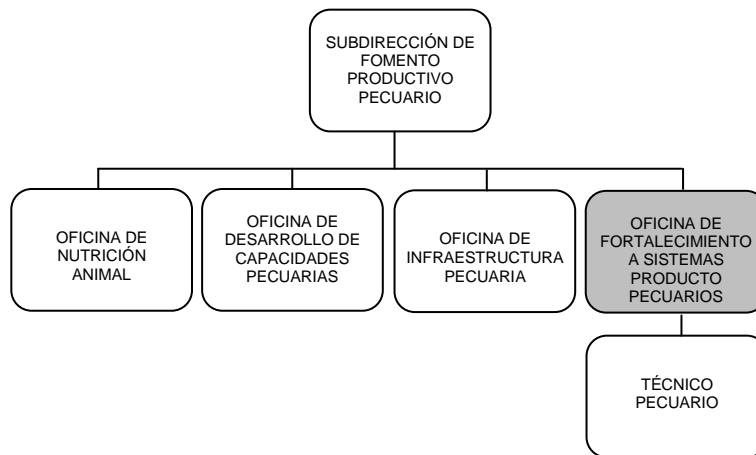 SUBDIRECCIÓN DE
FOMENTO
PRODUCTIVO
PECUARIO
OFICINA DE
NUTRICIÓN
ANIMAL
OFICINA DE
DESARROLLO DE
CAPACIDADES
PECUARIAS
OFICINA DE
INFRAESTRUCTURA
PECUARIA
OFICINA DE
FORTALECIMIENTO
A SISTEMAS
PRODUCTO
PECUARIOS
TÉCNICO
PECUARIO